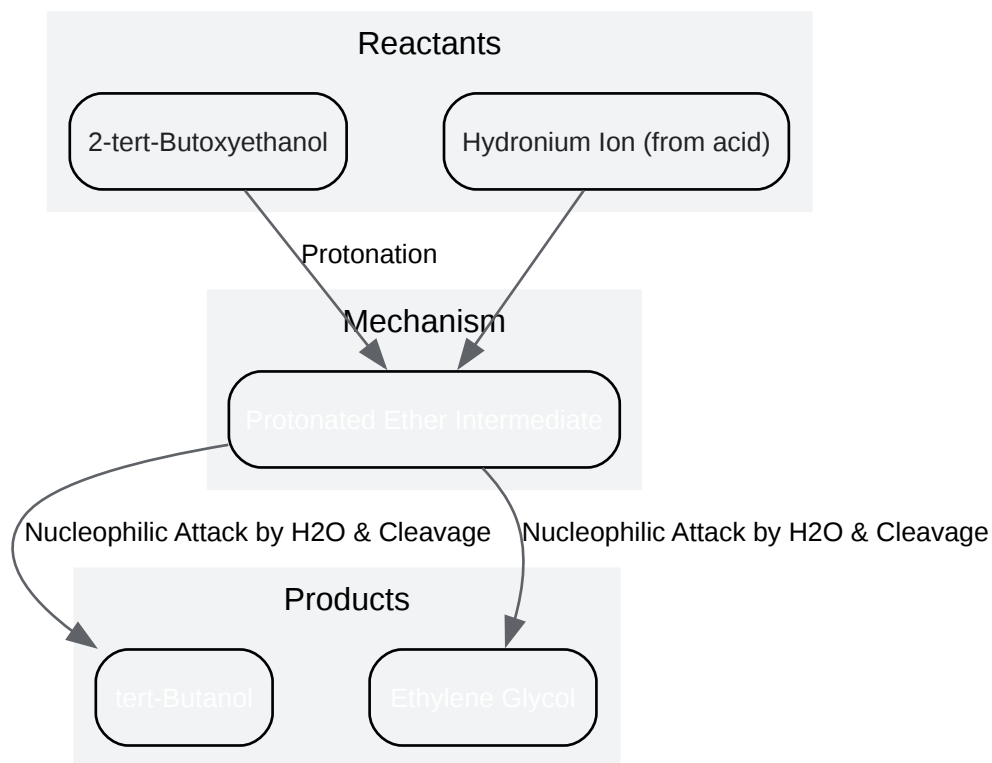 Reactants
2-tert-Butoxyethanol
Hydronium Ion (from acid)
Protonation
Mechanism
Protonated Ether Intermediate
Nucleophilic Attack by H2O & Cleavage
Nucleophilic Attack by H2O & Cleavage
Products
tert-Butanol
Ethylene Glycol